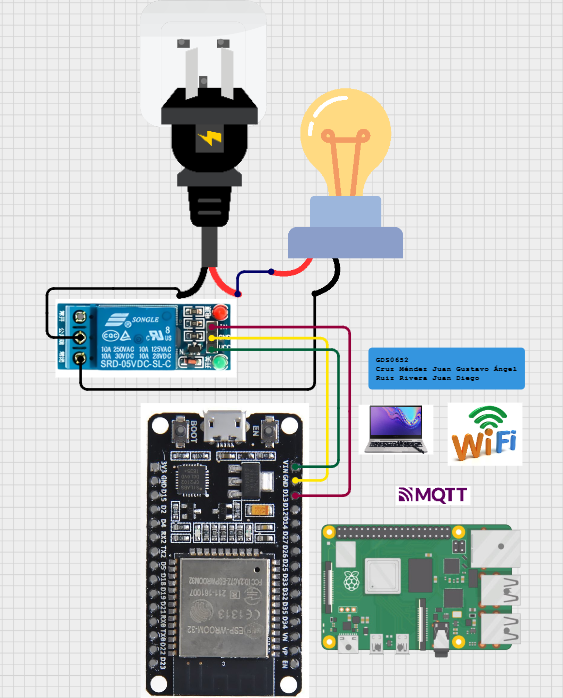 SONGLE
10A 250VAC 10A 125VAC
10A 30VDC 10A 28VDC
SRD-05VDC-SL-C
GDS0652
Cruz Méndez Juan Gustavo Ángel
Ruiz Rivera Juan Diego
WiFi
MQTT
BOOT
EN
3V3
GND
D15
D2
D4
RX2
TX2
D5
D18
D19
D21
RX0
TX0
D22
D23
VIN
GND
D13
D12
D14
D27
D26
D25
D33
D32
D35
D34
VN
VP
EN
ESP-WROOM-32
211-161007